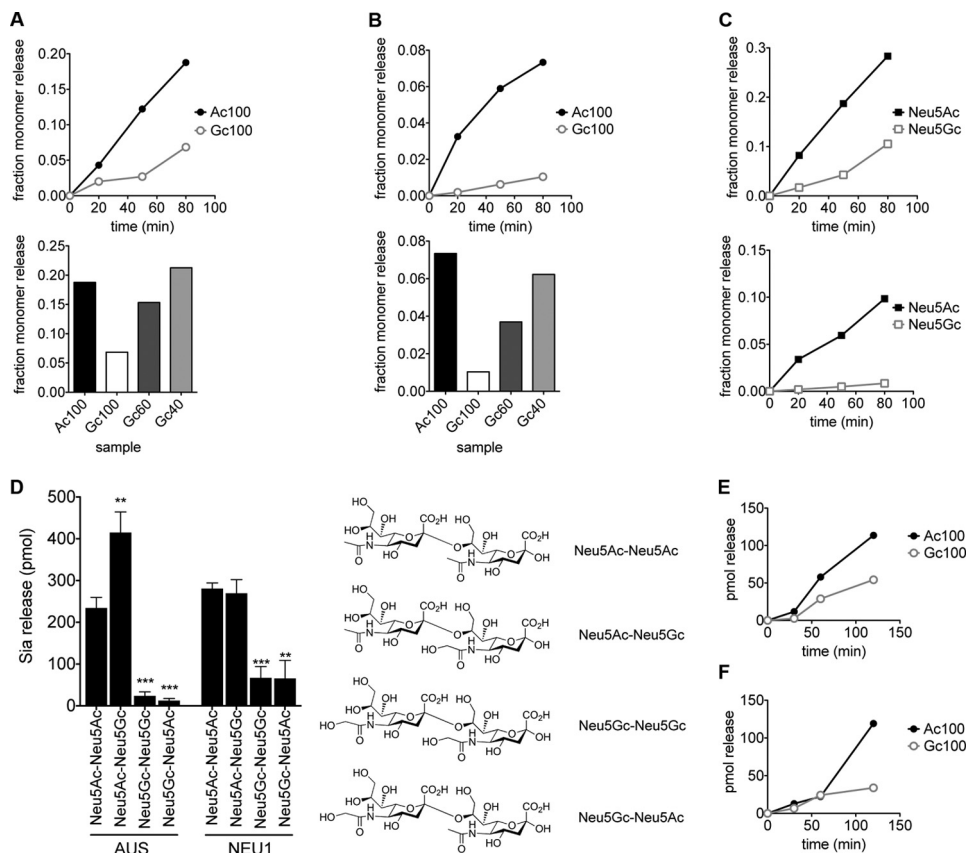 A
fraction monomer release
0.20
0.15
0.10
0.05
0.00
0 20 40 60 80 100
time (min)
Ac100
Gc100
fraction monomer release
0.25
0.20
0.15
0.10
0.05
0.00
Ac100
Gc100
Gc60
Gc40
sample
B
fraction monomer release
0.08
0.06
0.04
0.02
0.00
0 20 40 60 80 100
time (min)
Ac100
Gc100
fraction monomer release
0.08
0.06
0.04
0.02
0.00
Ac100
Gc100
Gc60
Gc40
sample
C
fraction monomer release
0.3
0.2
0.1
0.0
0 20 40 60 80 100
time (min)
Neu5Ac
Neu5Gc
fraction monomer release
0.15
0.10
0.05
0.00
0 20 40 60 80 100
time (min)
Neu5Ac
Neu5Gc
D
Sia release (pmol)
500
400
300
200
100
0
**
***
***
***
**
Neu5Ac-Neu5Ac
Neu5Ac-Neu5Gc
Neu5Gc-Neu5Gc
Neu5Gc-Neu5Ac
Neu5Ac-Neu5Ac
Neu5Ac-Neu5Gc
Neu5Gc-Neu5Gc
Neu5Gc-Neu5Ac
AUS
NEU1
Neu5Ac-Neu5Ac
Neu5Ac-Neu5Gc
Neu5Gc-Neu5Gc
Neu5Gc-Neu5Ac
E
pmol release
150
100
50
0
0 50 100 150
time (min)
Ac100
Gc100
F
pmol release
150
100
50
0
0 50 100 150
time (min)
Ac100
Gc100